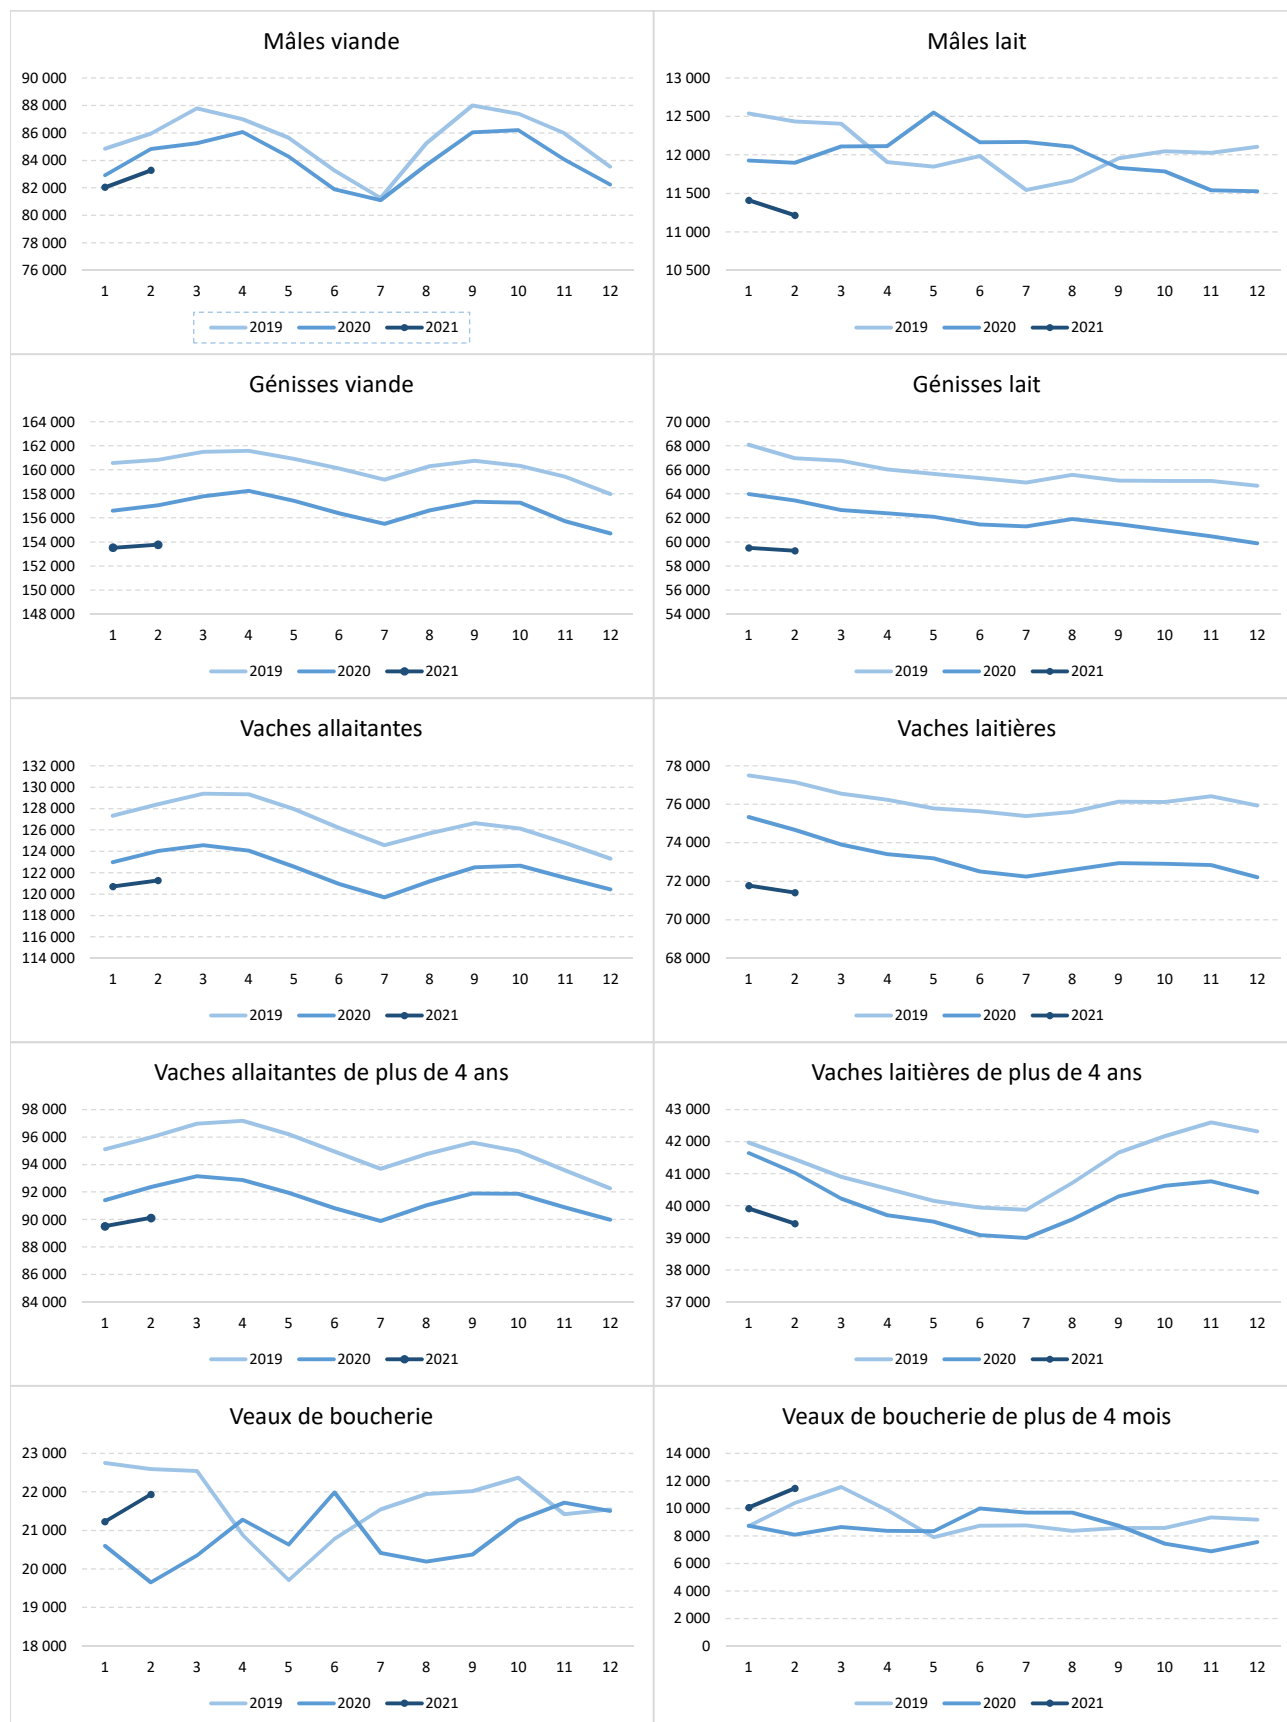 Mâles viande
90 000
88 000
86 000
84 000
82 000
80 000
78 000
76 000
1 2 3 4 5 6 7 8 9 10 11 12
2019 2020 2021
Mâles lait
13 000
12 500
12 000
11 500
11 000
10 500
1 2 3 4 5 6 7 8 9 10 11 12
2019 2020 2021
Génisses viande
164 000
162 000
160 000
158 000
156 000
154 000
152 000
150 000
148 000
1 2 3 4 5 6 7 8 9 10 11 12
2019 2020 2021
Génisses lait
70 000
68 000
66 000
64 000
62 000
60 000
58 000
56 000
54 000
1 2 3 4 5 6 7 8 9 10 11 12
2019 2020 2021
Vaches allaitantes
132 000
130 000
128 000
126 000
124 000
122 000
120 000
118 000
116 000
114 000
1 2 3 4 5 6 7 8 9 10 11 12
2019 2020 2021
Vaches laitières
78 000
76 000
74 000
72 000
70 000
68 000
1 2 3 4 5 6 7 8 9 10 11 12
2019 2020 2021
Vaches allaitantes de plus de 4 ans
98 000
96 000
94 000
92 000
90 000
88 000
86 000
84 000
1 2 3 4 5 6 7 8 9 10 11 12
2019 2020 2021
Vaches laitières de plus de 4 ans
43 000
42 000
41 000
40 000
39 000
38 000
37 000
1 2 3 4 5 6 7 8 9 10 11 12
2019 2020 2021
Veaux de boucherie
23 000
22 000
21 000
20 000
19 000
18 000
1 2 3 4 5 6 7 8 9 10 11 12
2019 2020 2021
Veaux de boucherie de plus de 4 mois
14 000
12 000
10 000
8 000
6 000
4 000
2 000
0
1 2 3 4 5 6 7 8 9 10 11 12
2019 2020 2021